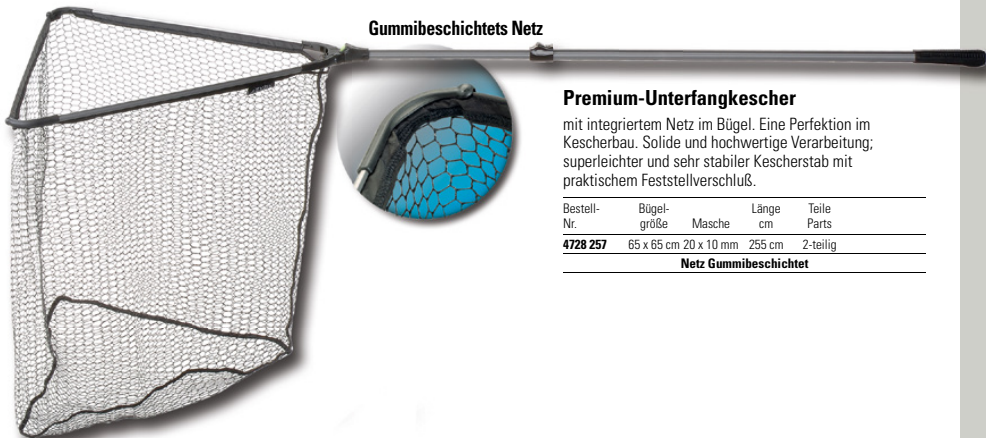 Gummibeschichtets Netz
Premium-Unterfangkescher
mit integriertem Netz im Bügel. Eine Perfektion im
Kescherbau. Solide und hochwertige Verarbeitung;
superleichter und sehr stabiler Kescherstab mit
praktischem Feststellverschluß.
Bestell- Bügel- Länge Teile
Nr. größe Masche cm Parts
4728 257 65 x 65 cm 20 x 10 mm 255 cm 2-teilig
Netz Gummibeschichtet